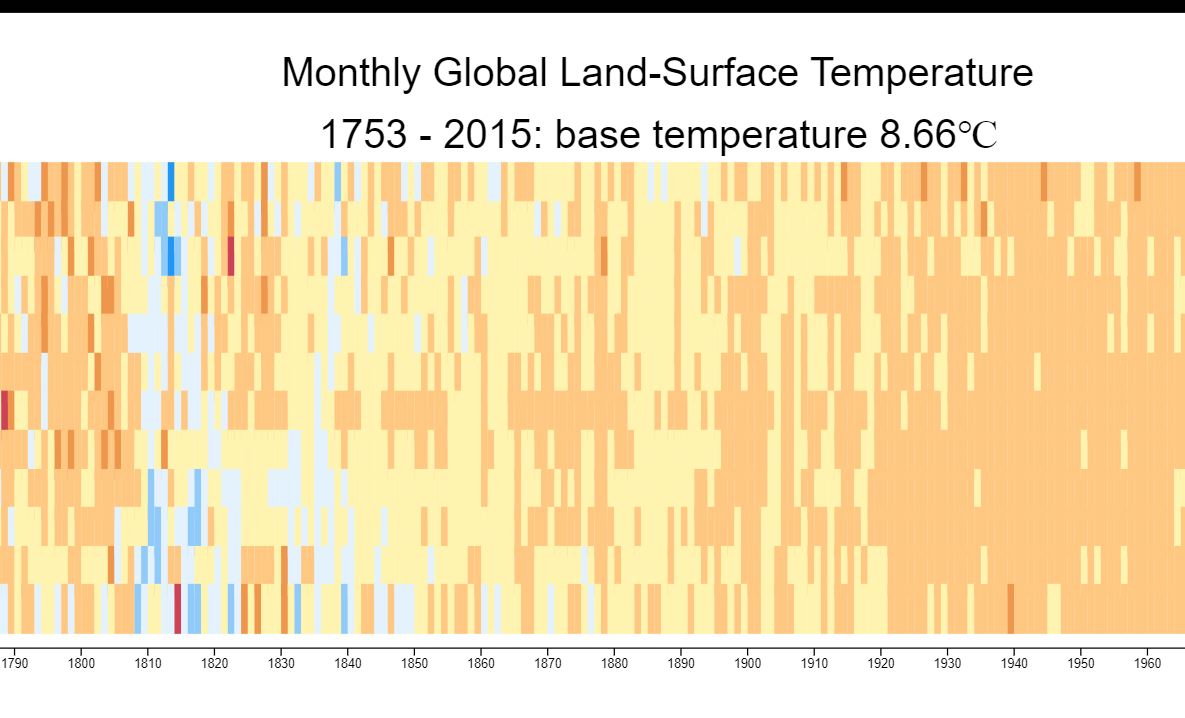 Monthly Global Land-Surface Temperature
1753 - 2015: base temperature 8.66℃
1790 1800 1810 1820 1830 1840 1850 1860 1870 1880 1890 1900 1910 1920 1930 1940 1950 1960